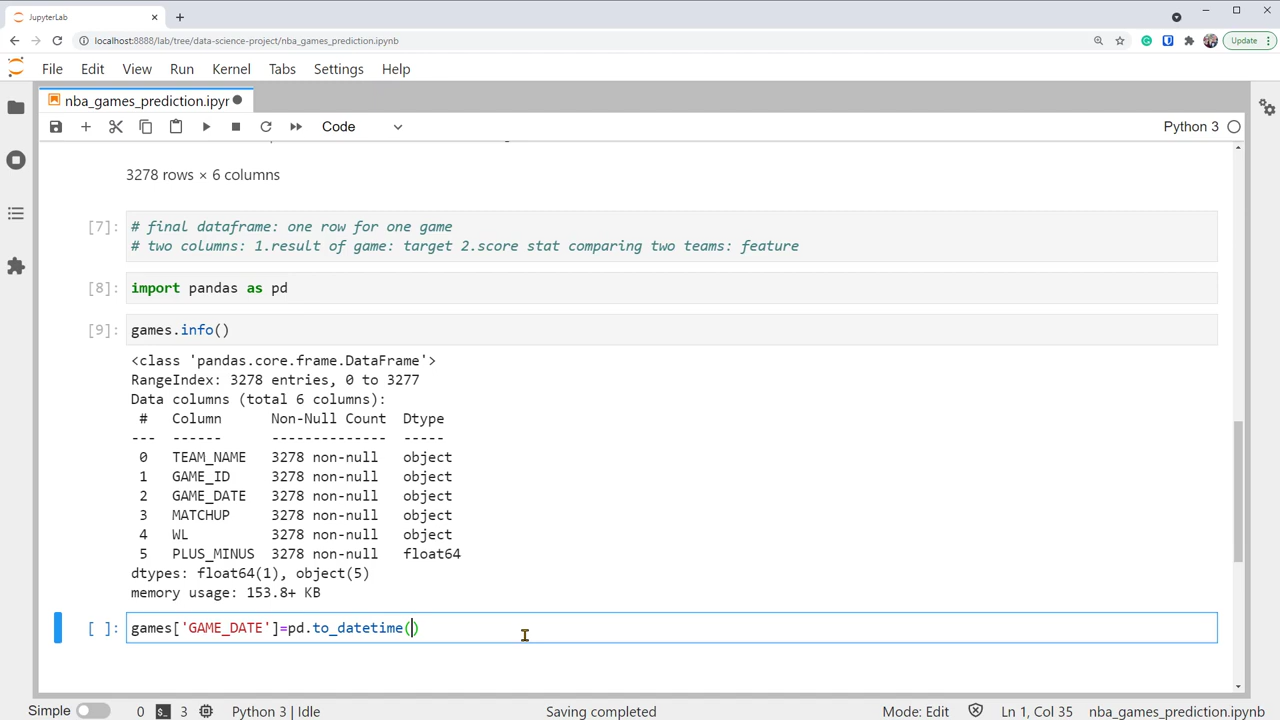 JupyterLab
localhost:8888/lab/tree/data-science-project/nba_games_prediction.ipynb
Update
File Edit View Run Kernel Tabs Settings Help
nba_games_prediction.ipyr
Code
Python 3
3278 rows × 6 columns
[7]: # final dataframe: one row for one game
# two columns: 1.result of game: target 2.score stat comparing two teams: feature
[8]: import pandas as pd
[9]: games.info()
<class 'pandas.core.frame.DataFrame'>
RangeIndex: 3278 entries, 0 to 3277
Data columns (total 6 columns):
# Column Non-Null Count Dtype
--- ------ -------------- -----
0 TEAM_NAME 3278 non-null object
1 GAME_ID 3278 non-null object
2 GAME_DATE 3278 non-null object
3 MATCHUP 3278 non-null object
4 WL 3278 non-null object
5 PLUS_MINUS 3278 non-null float64
dtypes: float64(1), object(5)
memory usage: 153.8+ KB
[ ]: games['GAME_DATE']=pd.to_datetime()
Simple 0 3 Python 3 | Idle Saving completed Mode: Edit Ln 1, Col 35 nba_games_prediction.ipynb